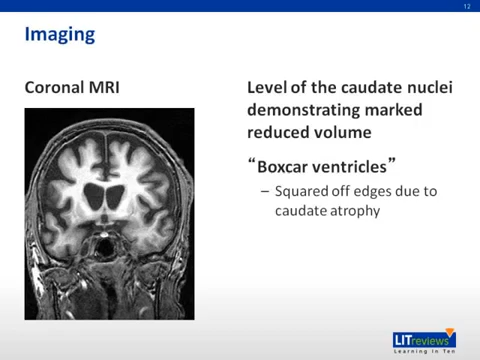 12
Imaging
Coronal MRI
Level of the caudate nuclei
demonstrating marked
reduced volume
“Boxcar ventricles”
– Squared off edges due to
caudate atrophy
LITreviews
Learning in Ten